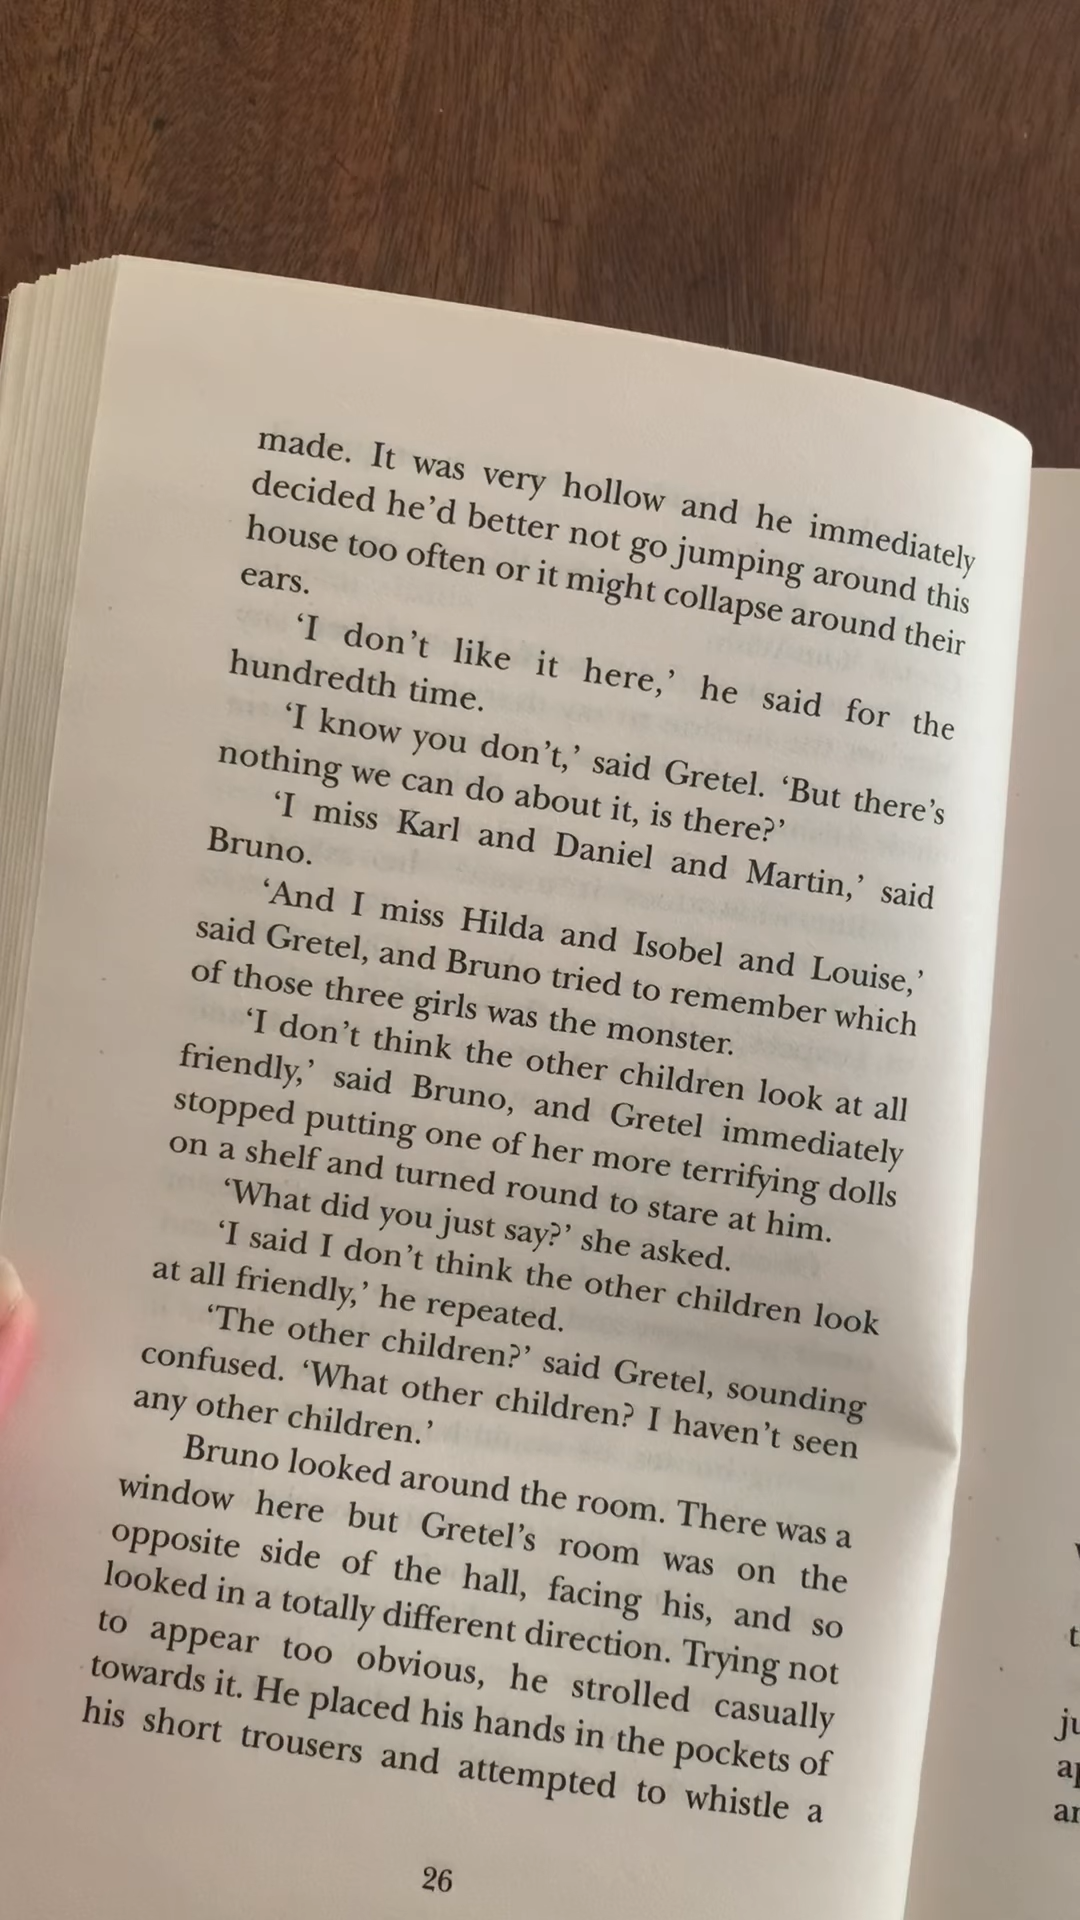 made. It was very hollow and he immediately
decided he’d better not go jumping around this
house too often or it might collapse around their
ears.
‘I don’t like it here,’ he said for the
hundredth time.
‘I know you don’t,’ said Gretel. ‘But there’s
nothing we can do about it, is there?’
‘I miss Karl and Daniel and Martin,’ said
Bruno.
‘And I miss Hilda and Isobel and Louise,’
said Gretel, and Bruno tried to remember which
of those three girls was the monster.
‘I don’t think the other children look at all
friendly,’ said Bruno, and Gretel immediately
stopped putting one of her more terrifying dolls
on a shelf and turned round to stare at him.
‘What did you just say?’ she asked.
‘I said I don’t think the other children look
at all friendly,’ he repeated.
‘The other children?’ said Gretel, sounding
confused. ‘What other children? I haven’t seen
any other children.’
Bruno looked around the room. There was a
window here but Gretel’s room was on the
opposite side of the hall, facing his, and so
looked in a totally different direction. Trying not
to appear too obvious, he strolled casually
towards it. He placed his hands in the pockets of
his short trousers and attempted to whistle a
26